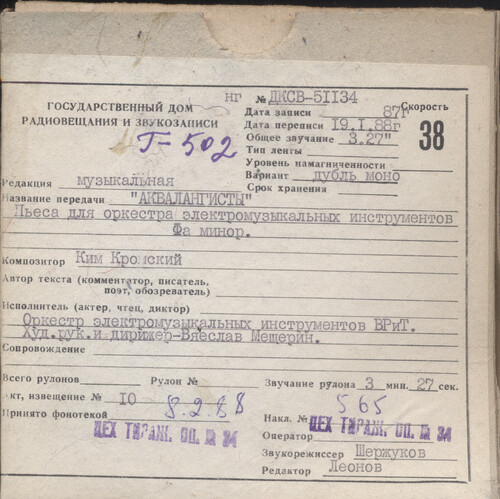 нг № ДКСВ-51134
ГОСУДАРСТВЕННЫЙ ДОМ
РАДИОВЕЩАНИЯ И ЗВУКОЗАПИСИ
Г-502
Дата записи 87г
Дата переписи 19.I.88г
Общее звучание 3.27"
Тип ленты
Уровень намагниченности
Вариант дубль моно
Срок хранения
Скорость
38
Редакция музыкальная
Название передачи "АКВАЛАНГИСТЫ"
Пьеса для оркестра электромузыкальных инструментов
Фа минор.
Композитор Ким Кромский
Автор текста (комментатор, писатель,
поэт, обозреватель)
Исполнитель (актер, чтец, диктор)
Оркестр электромузыкальных инструментов ВРиТ.
Худ.рук.и дирижер-Вяеслав Мещерин.
Сопровождение
Всего рулонов Рулон № Звучание рулона 3 мин. 27 сек.
Акт, извещение № 10
Принято фонотекой 8.2.88
ЦЕХ ТИРАЖ. ОП. № 34
Накл. № 565
ЦЕХ ТИРАЖ. ОП. № 34
Оператор
Звукорежиссер Шержуков
Редактор Леонов